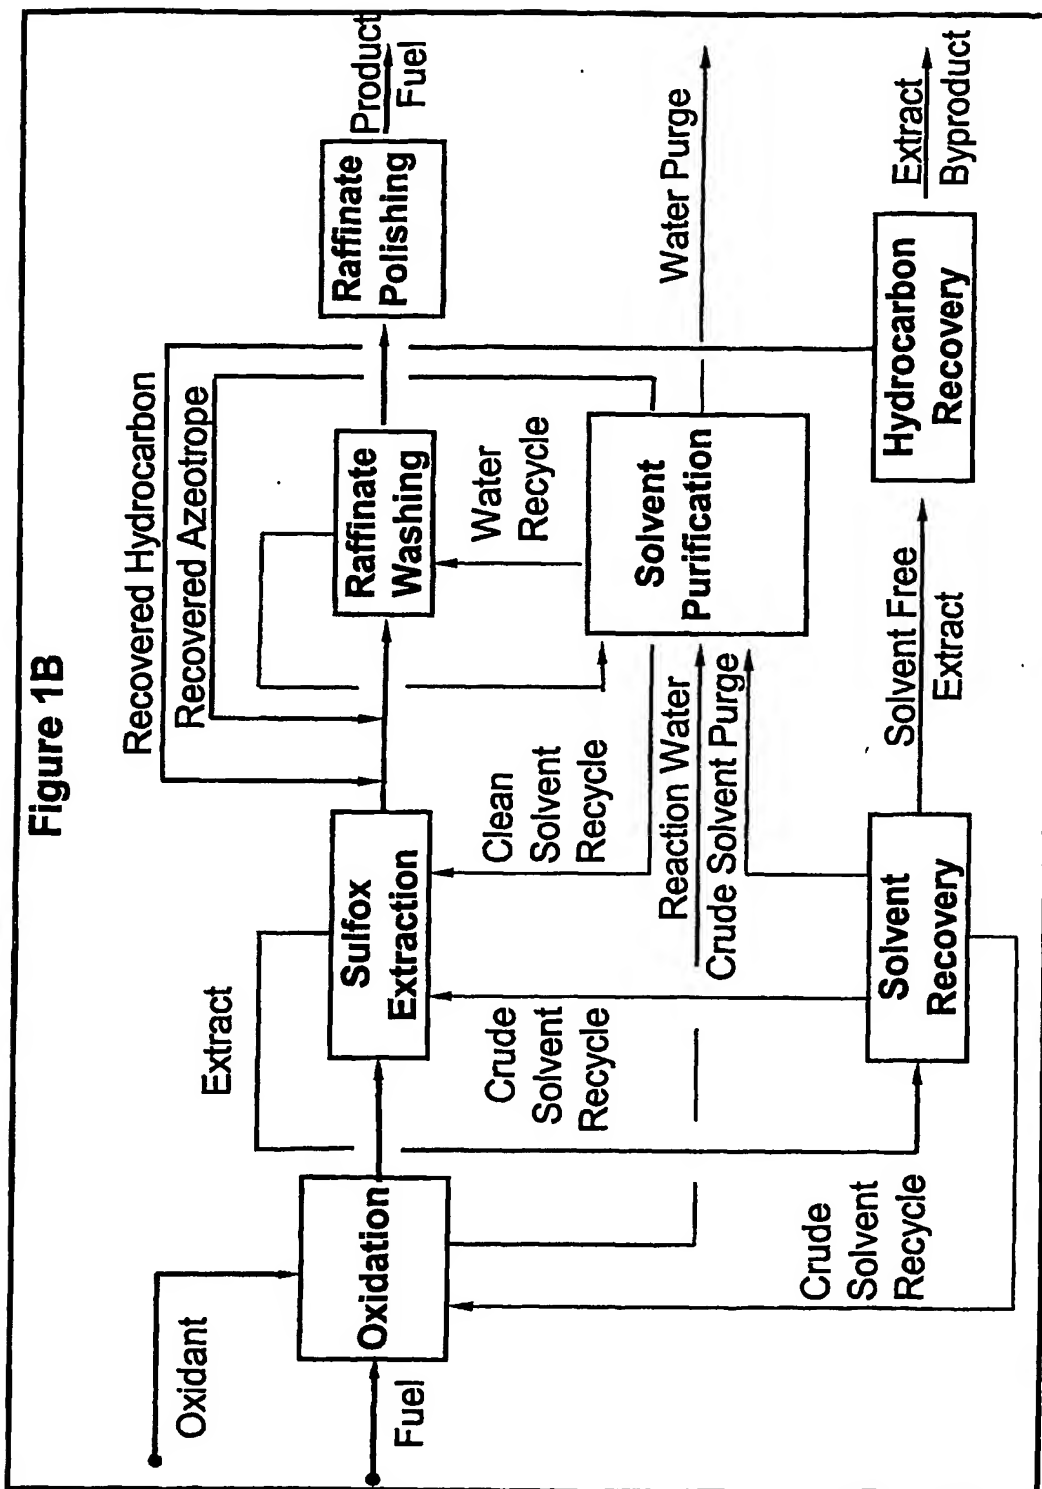 Figure 1B
Recovered Hydrocarbon
Recovered Azeotrope
Oxidant
Extract
Fuel
Oxidation
Sulfox
Extraction
Raffinate
Washing
Raffinate
Polishing
Product
Fuel
Crude
Solvent
Recycle
Clean
Solvent
Recycle
Water
Recycle
Reaction Water
Crude Solvent Purge
Solvent
Purification
Water Purge
Crude
Solvent
Recycle
Solvent
Recovery
Solvent Free
Extract
Hydrocarbon
Recovery
Extract
Byproduct